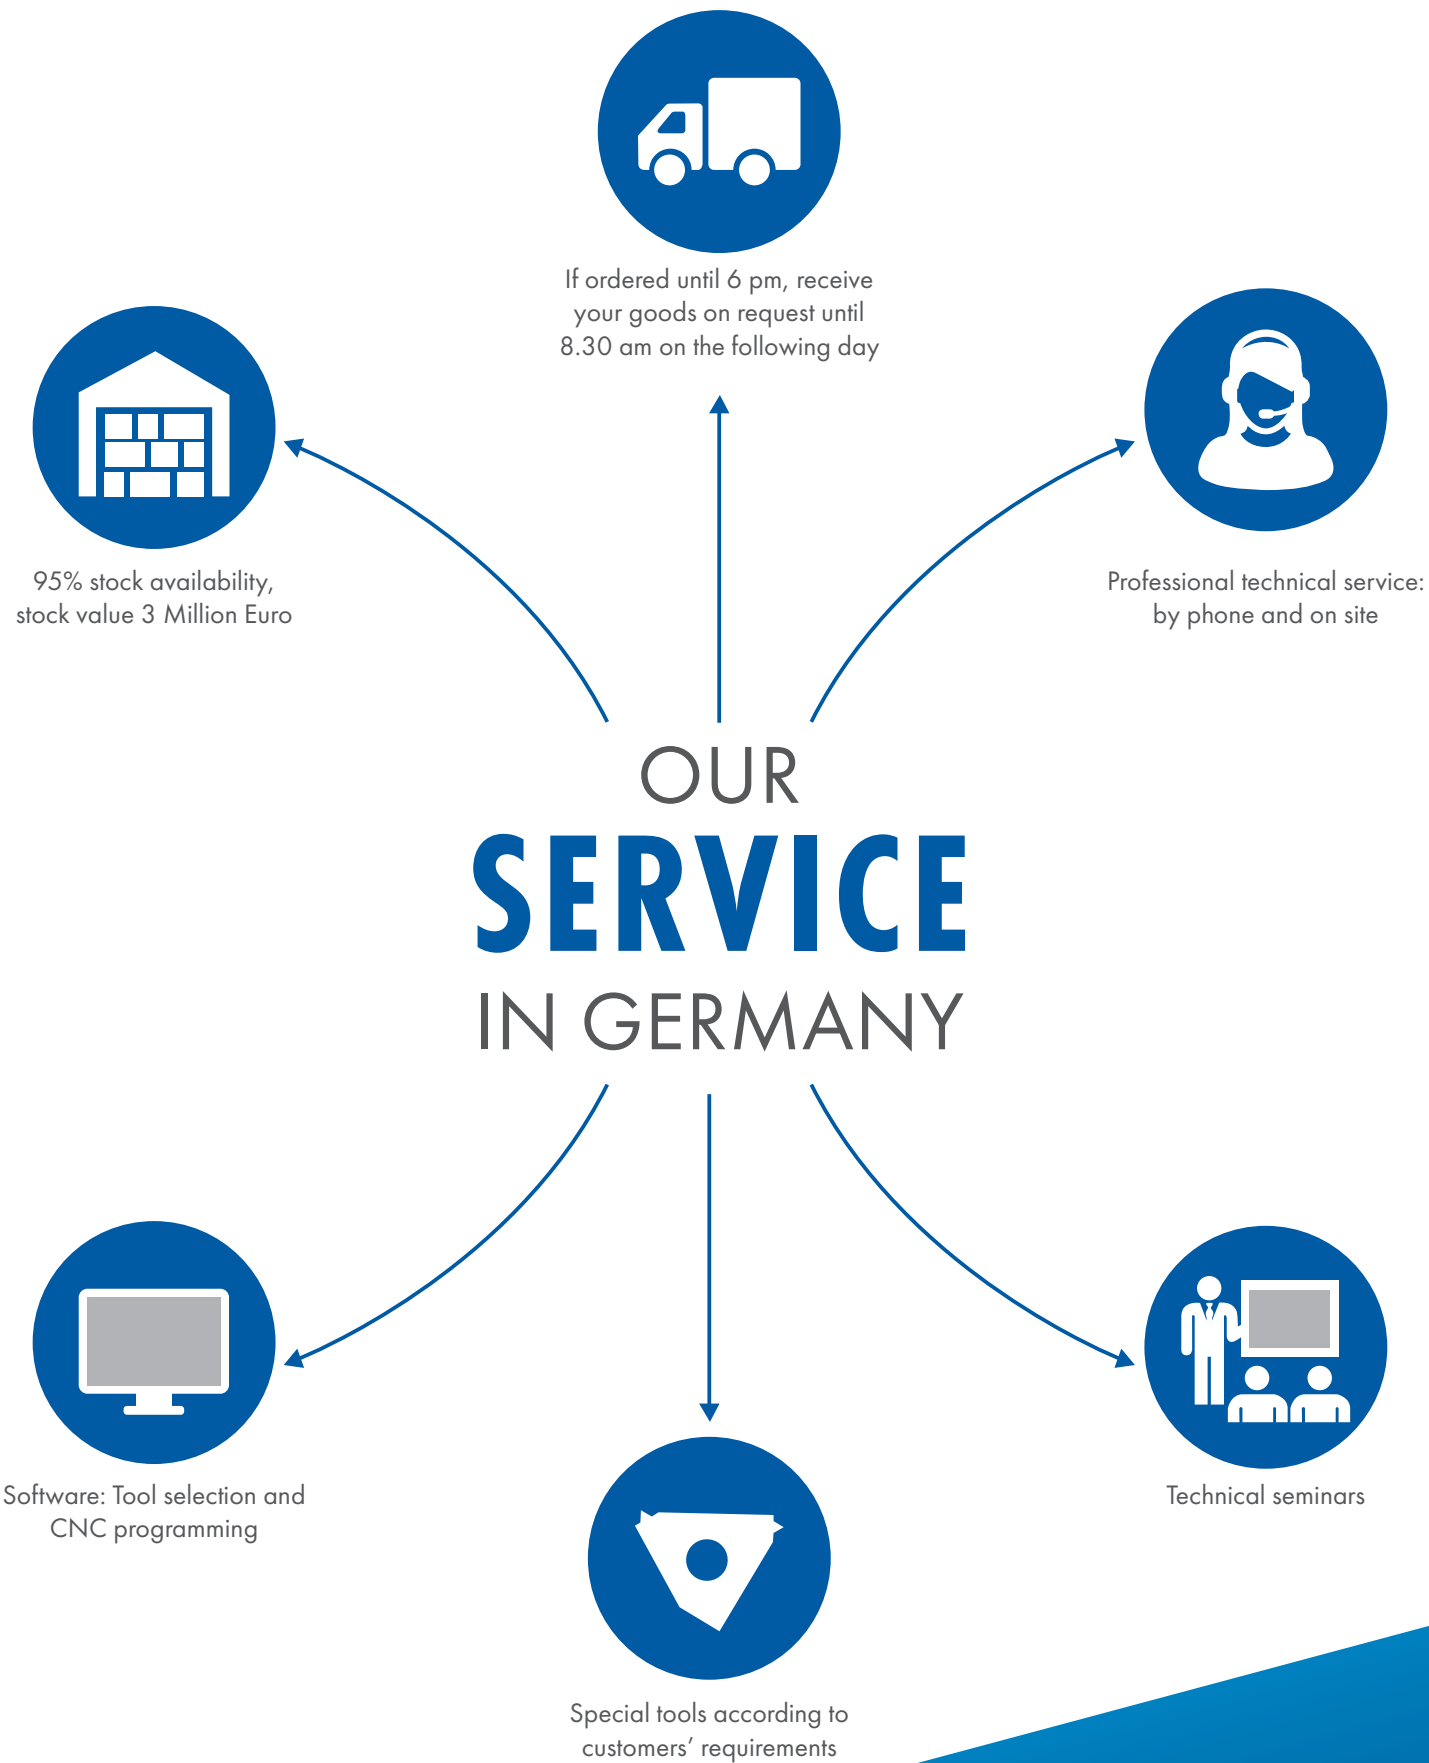 If ordered until 6 pm, receive
your goods on request until
8.30 am on the following day
95% stock availability,
stock value 3 Million Euro
Professional technical service:
by phone and on site
OUR
SERVICE
IN GERMANY
Software: Tool selection and
CNC programming
Technical seminars
Special tools according to
customers’ requirements